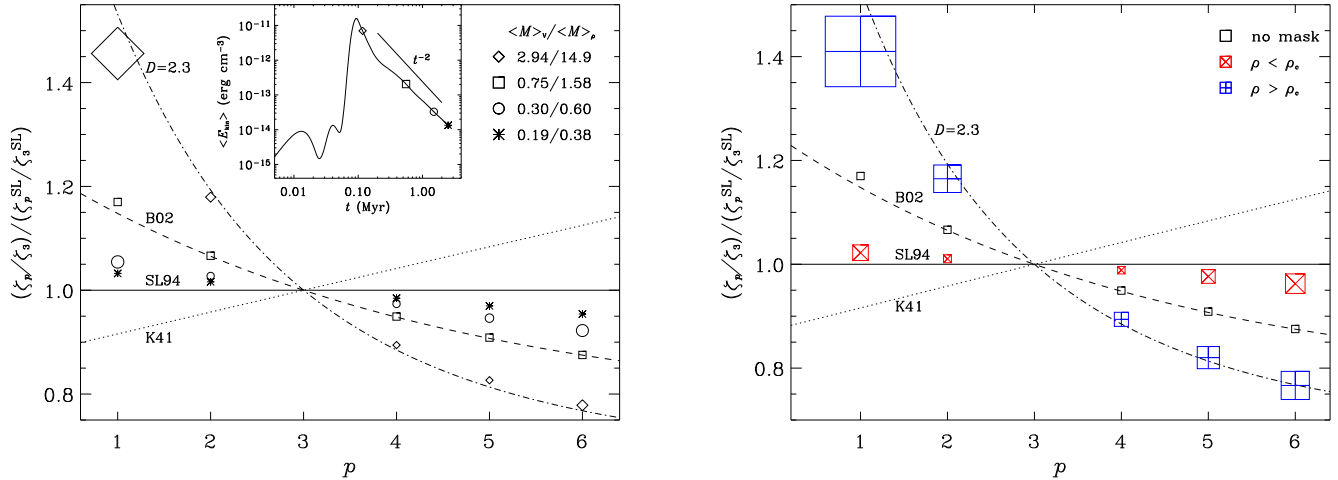 (ζp/ζ3)/(ζp^SL/ζ3^SL)
1.4
1.2
1.0
0.8
1 2 3 4 5 6
p
D=2.3
B02
SL94
K41
<E_kin> (erg cm⁻³)
10⁻¹¹
10⁻¹²
10⁻¹³
10⁻¹⁴
10⁻¹⁵
0.01 0.10 1.00
t (Myr)
t⁻²
<M>v/<M>ρ
2.94/14.9
0.75/1.58
0.30/0.60
0.19/0.38
(ζp/ζ3)/(ζp^SL/ζ3^SL)
1.4
1.2
1.0
0.8
1 2 3 4 5 6
p
D=2.3
B02
SL94
K41
no mask
ρ < ρc
ρ > ρc